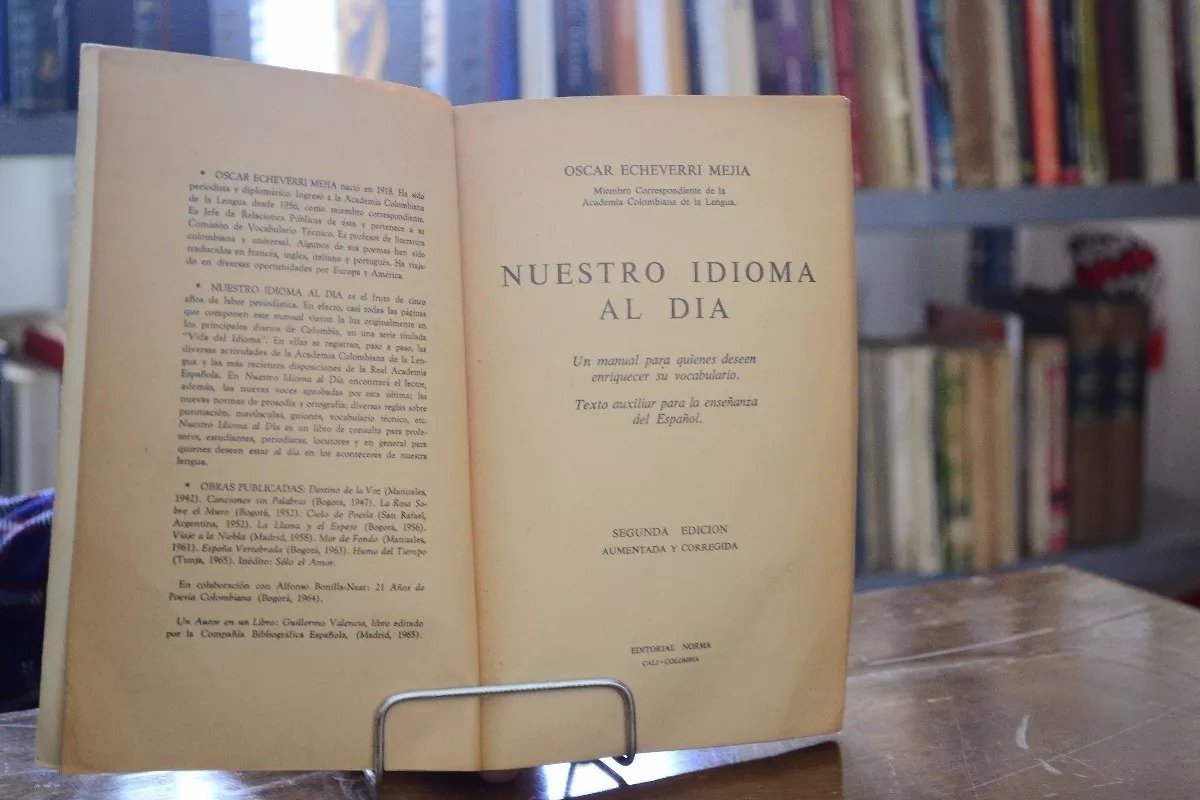 * OSCAR ECHEVERRI MEJIA nació en 1918. Ha sido
periodista y diplomático. Ingresó a la Academia Colombiana
de la Lengua desde 1956, como miembro correspondiente.
Es Jefe de Relaciones Públicas de ésta y pertenece a su
Comisión de Vocabulario Técnico. Es profesor de literatura
colombiana y universal. Algunos de sus poemas han sido
traducidos en francés, inglés, italiano y portugués. Ha viaja-
do en diversas oportunidades por Europa y América.
* NUESTRO IDIOMA AL DIA es el fruto de cinco
años de labor periodística. En efecto, casi todas las páginas
que componen este manual vieron la luz originalmente en
los principales diarios de Colombia, en una serie titulada
"Vida del Idioma". En ellas se registran, paso a paso, las
diversas actividades de la Academia Colombiana de la Len-
gua y las más recientes disposiciones de la Real Academia
Española. En Nuestro Idioma al Día encontrará el lector,
además, las nuevas voces aprobadas por esta última; las
nuevas normas de prosodia y ortografía; diversas reglas sobre
puntuación, mayúsculas, guiones, vocabulario técnico, etc.
Nuestro Idioma al Día es un libro de consulta para profe-
sores, estudiantes, periodistas, locutores y en general para
quienes deseen estar al día en los aconteceres de nuestra
lengua.
* OBRAS PUBLICADAS: Destino de la Voz (Manizales,
1942). Canciones sin Palabras (Bogotá, 1947). La Rosa So-
bre el Muro (Bogotá, 1952). Cielo de Poesía (San Rafael,
Argentina, 1952). La Llama y el Espejo (Bogotá, 1956).
Viaje a la Niebla (Madrid, 1958). Mar de Fondo (Manizales,
1961). España Vertebrada (Bogotá, 1963). Humo del Tiempo
(Tunja, 1965). Inédito: Sólo el Amor.
En colaboración con Alfonso Bonilla-Naar: 21 Años de
Poesía Colombiana (Bogotá, 1964).
Un Autor en un Libro: Guillermo Valencia, libro editado
por la Compañía Bibliográfica Española, (Madrid, 1965).
OSCAR ECHEVERRI MEJIA
Miembro Correspondiente de la
Academia Colombiana de la Lengua.
NUESTRO IDIOMA
AL DIA
Un manual para quienes deseen
enriquecer su vocabulario.
Texto auxiliar para la enseñanza
del Español.
SEGUNDA EDICION
AUMENTADA Y CORREGIDA
EDITORIAL NORMA
CALI - COLOMBIA